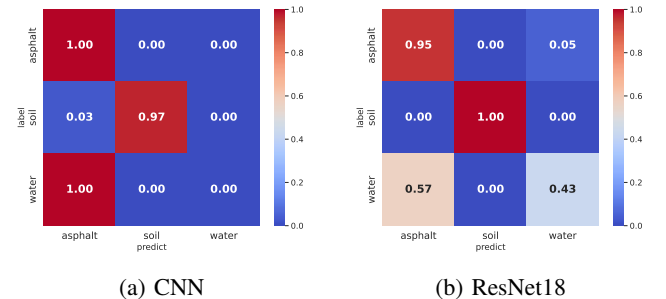 asphalt 1.00 0.00 0.00
label
soil 0.03 0.97 0.00
water 1.00 0.00 0.00
asphalt soil water
predict
1.0
0.8
0.6
0.4
0.2
0.0
(a) CNN
asphalt 0.95 0.00 0.05
label
soil 0.00 1.00 0.00
water 0.57 0.00 0.43
asphalt soil water
predict
1.0
0.8
0.6
0.4
0.2
0.0
(b) ResNet18